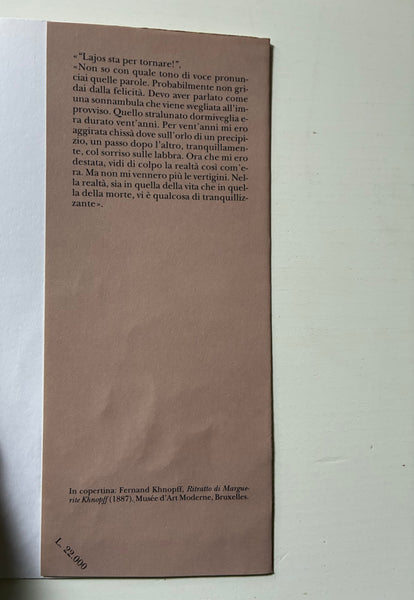 «“Lajos sta per tornare!”.
«Non so con quale tono di voce pronun-
ciai quelle parole. Probabilmente non gri-
dai dalla felicità. Devo aver parlato come
una sonnambula che viene svegliata all'im-
provviso. Quello stralunato dormiveglia e-
ra durato vent'anni. Per vent'anni mi ero
aggirata chissà dove sull'orlo di un precipi-
zio, un passo dopo l'altro, tranquillamen-
te, col sorriso sulle labbra. Ora che mi ero
destata, vidi di colpo la realtà così com'e-
ra. Ma non mi vennero più le vertigini. Nel-
la realtà, sia in quella della vita che in quel-
la della morte, vi è qualcosa di tranquilliz-
zante».
In copertina: Fernand Khnopff, Ritratto di Margue-
rite Khnopff (1887), Musée d'Art Moderne, Bruxelles.
L. 22.000